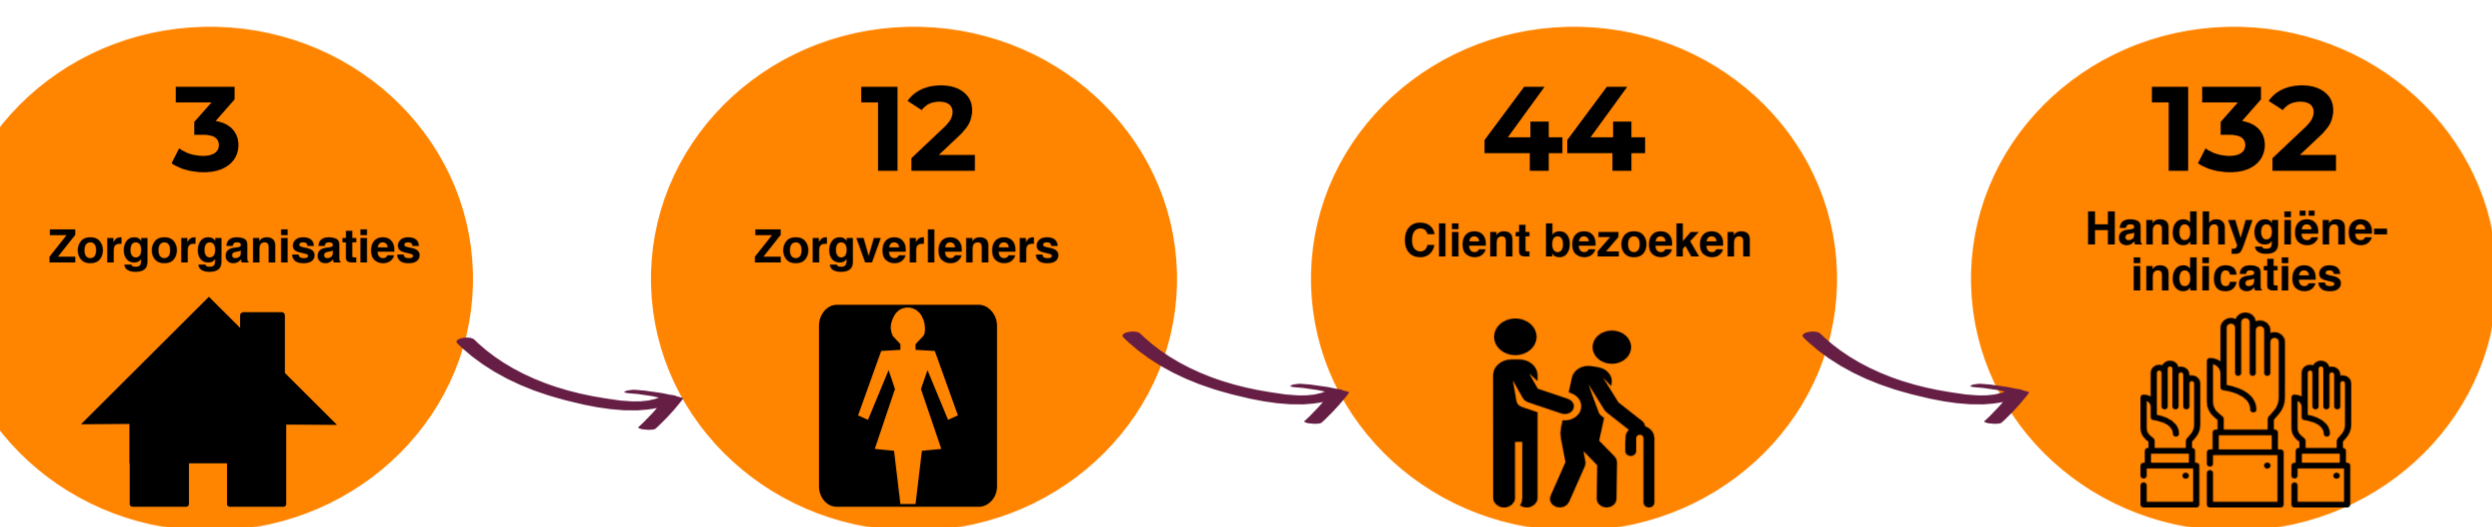 3
Zorgorganisaties
12
Zorgverleners
44
Client bezoeken
132
Handhygiëne-
indicaties